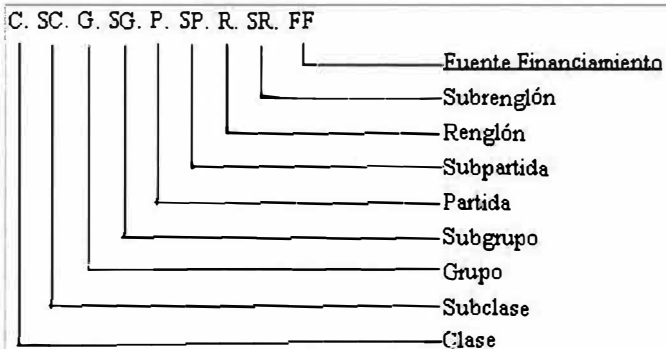 C. SC. G. SG. P. SP. R. SR. FF
Fuente Financiamiento
Subrenglón
Renglón
Subpartida
Partida
Subgrupo
Grupo
Subclase
Clase